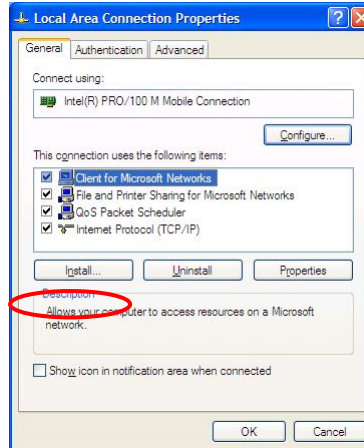 Local Area Connection Properties
General Authentication Advanced
Connect using:
Intel(R) PRO/100 M Mobile Connection
Configure...
This connection uses the following items:
Client for Microsoft Networks
File and Printer Sharing for Microsoft Networks
QoS Packet Scheduler
Internet Protocol (TCP/IP)
Install... Uninstall Properties
Description
Allows your computer to access resources on a Microsoft
network.
Show icon in notification area when connected
OK Cancel